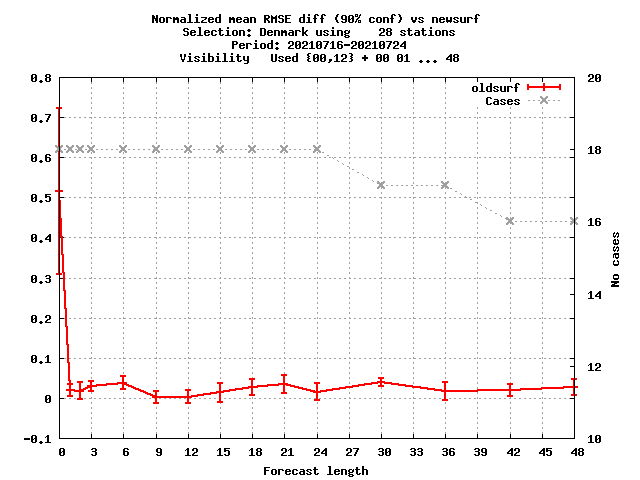 Normalized mean RMSE diff (90% conf) vs newsurf
Selection: Denmark using    28 stations
Period: 20210716-20210724
Visibility   Used {00,12} + 00 01 ... 48
oldsurf
Cases
0.8
0.7
0.6
0.5
0.4
0.3
0.2
0.1
0
-0.1
20
18
16
14
12
10
No cases
0 3 6 9 12 15 18 21 24 27 30 33 36 39 42 45 48
Forecast length